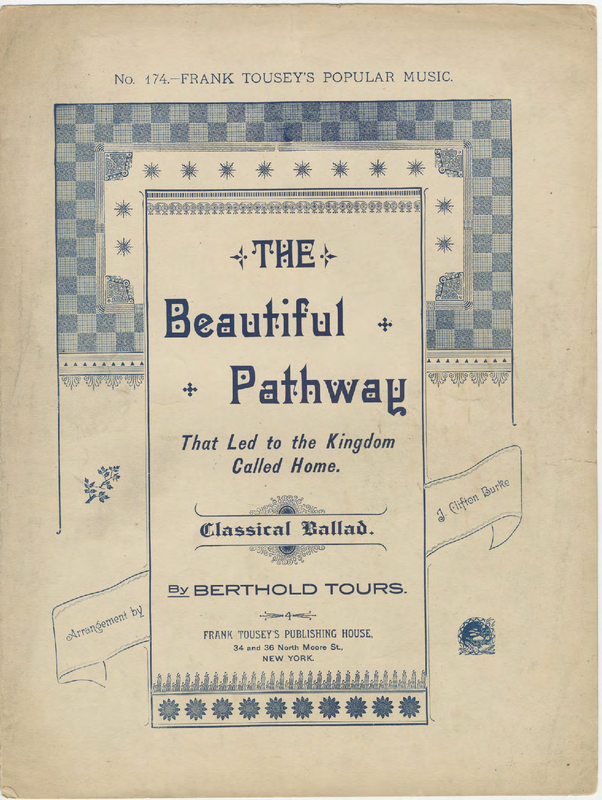 No. 174.–FRANK TOUSEY'S POPULAR MUSIC.
THE
Beautiful
Pathway
That Led to the Kingdom
Called Home.
Classical Ballad.
By BERTHOLD TOURS.
Arrangement by
J. Clifton Burke
FRANK TOUSEY'S PUBLISHING HOUSE,
34 and 36 North Moore St.,
NEW YORK.